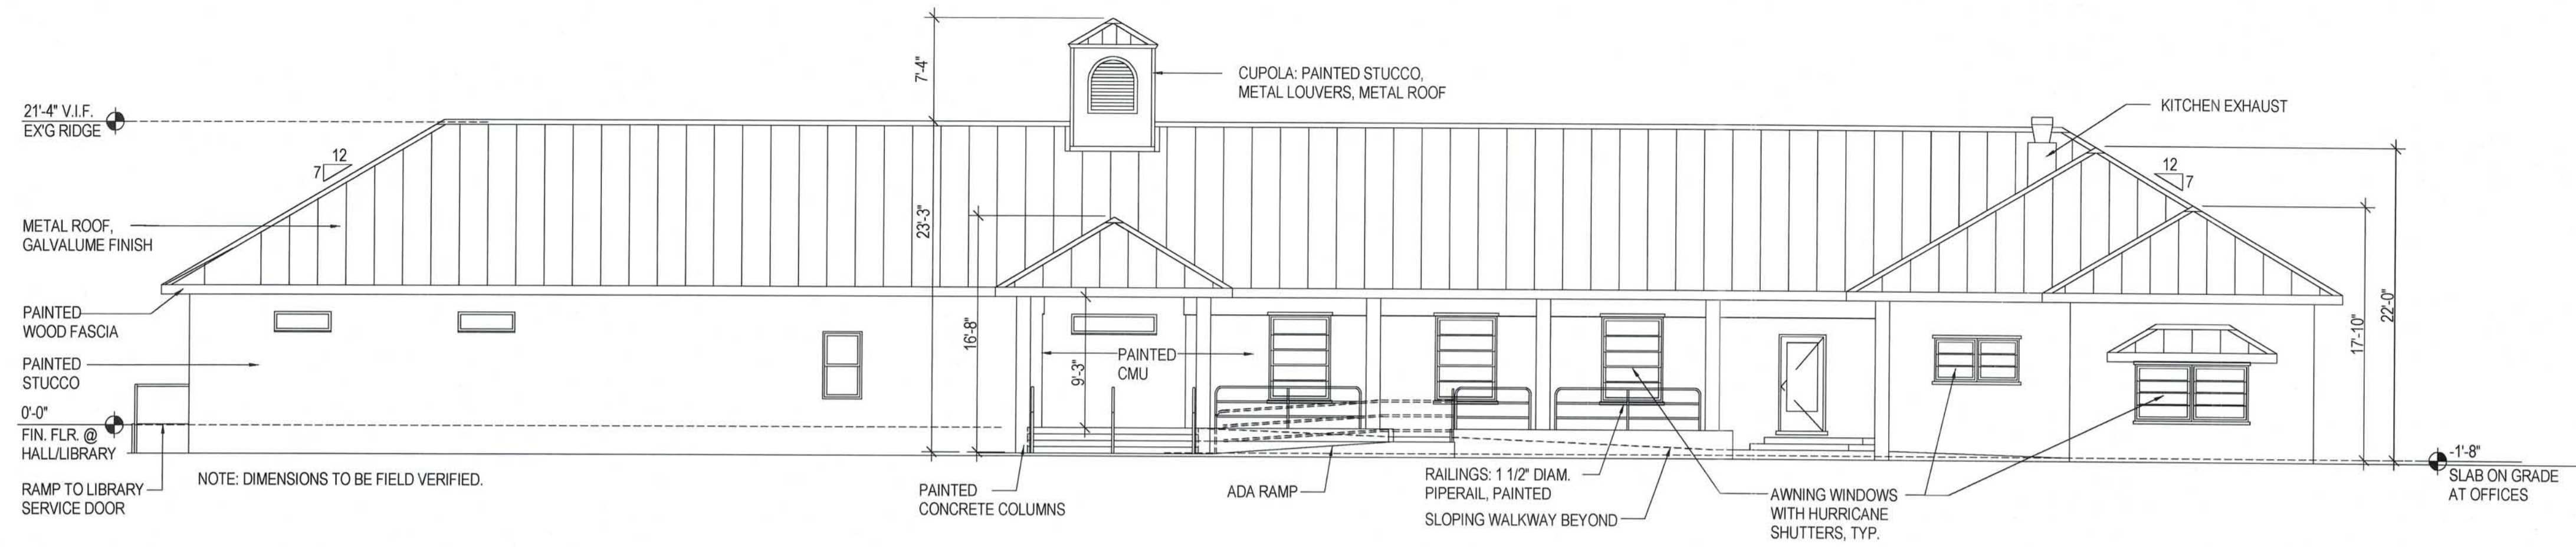 7'-4"
CUPOLA: PAINTED STUCCO,
METAL LOUVERS, METAL ROOF
21'-4" V.I.F.
EX'G RIDGE
KITCHEN EXHAUST
12
7
12
7
METAL ROOF,
GALVALUME FINISH
23'-3"
16'-8"
9'-3"
17'-10"
22'-0"
PAINTED
WOOD FASCIA
PAINTED
STUCCO
PAINTED
CMU
0'-0"
FIN. FLR. @
HALL/LIBRARY
RAMP TO LIBRARY
SERVICE DOOR
NOTE: DIMENSIONS TO BE FIELD VERIFIED.
PAINTED
CONCRETE COLUMNS
ADA RAMP
RAILINGS: 1 1/2" DIAM.
PIPERAIL, PAINTED
SLOPING WALKWAY BEYOND
AWNING WINDOWS
WITH HURRICANE
SHUTTERS, TYP.
-1'-8"
SLAB ON GRADE
AT OFFICES